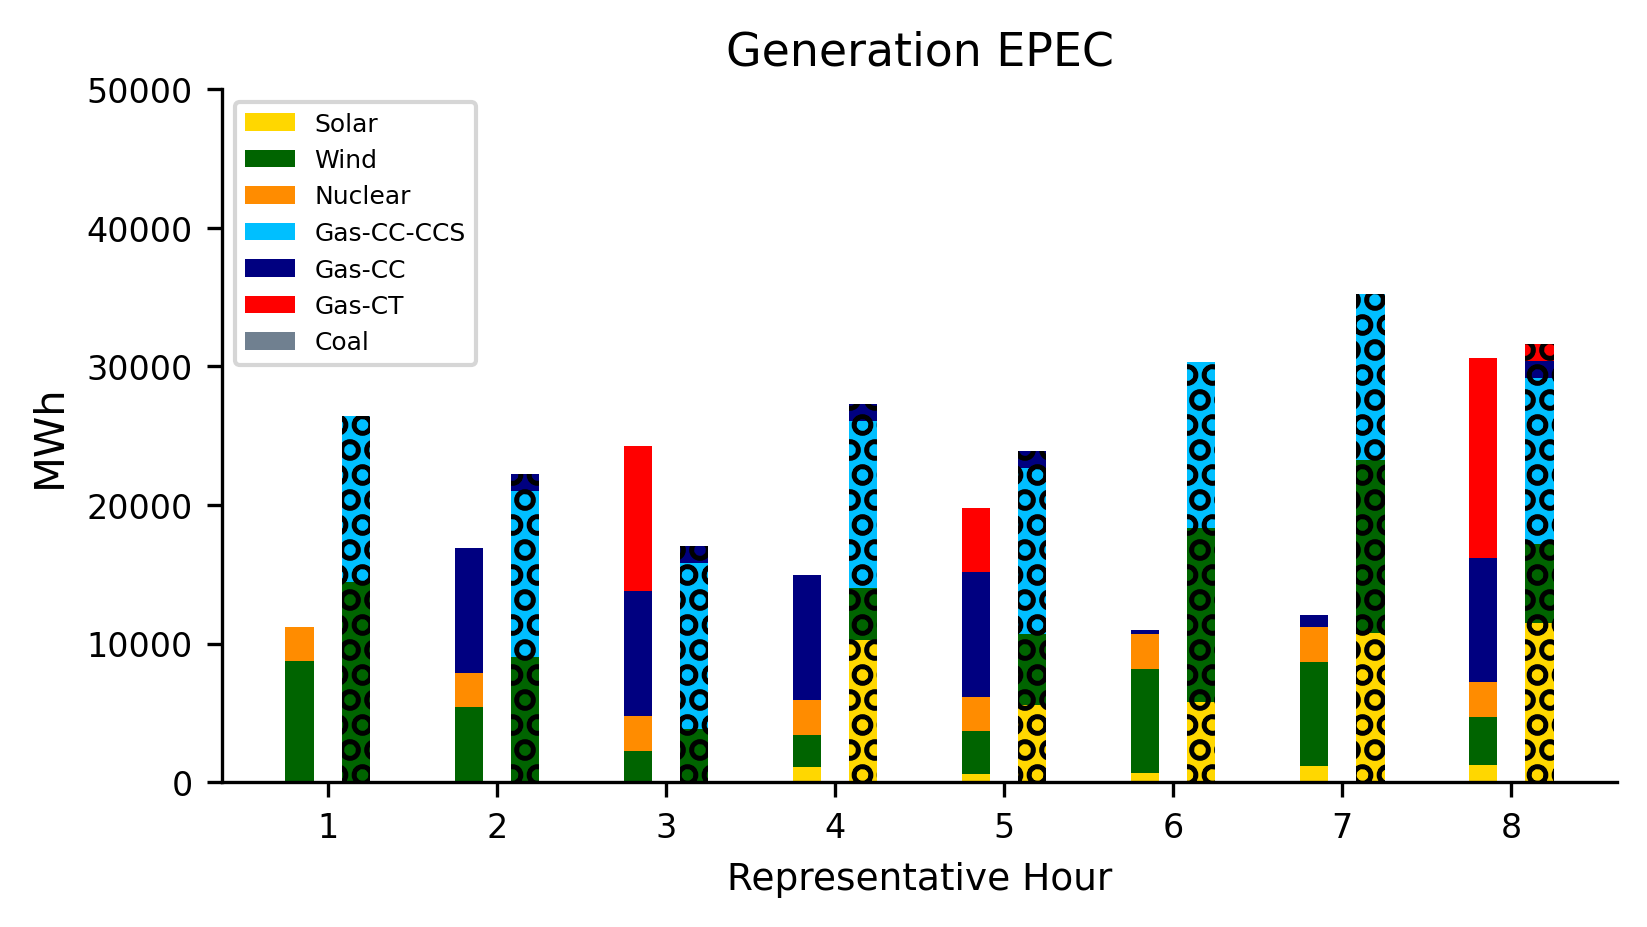 Generation EPEC
50000
40000
30000
20000
10000
0
MWh
Solar
Wind
Nuclear
Gas-CC-CCS
Gas-CC
Gas-CT
Coal
1 2 3 4 5 6 7 8
Representative Hour